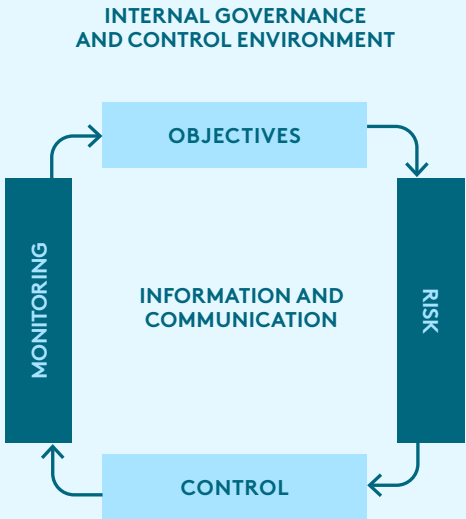 INTERNAL GOVERNANCE
AND CONTROL ENVIRONMENT
OBJECTIVES
MONITORING
INFORMATION AND
COMMUNICATION
RISK
CONTROL